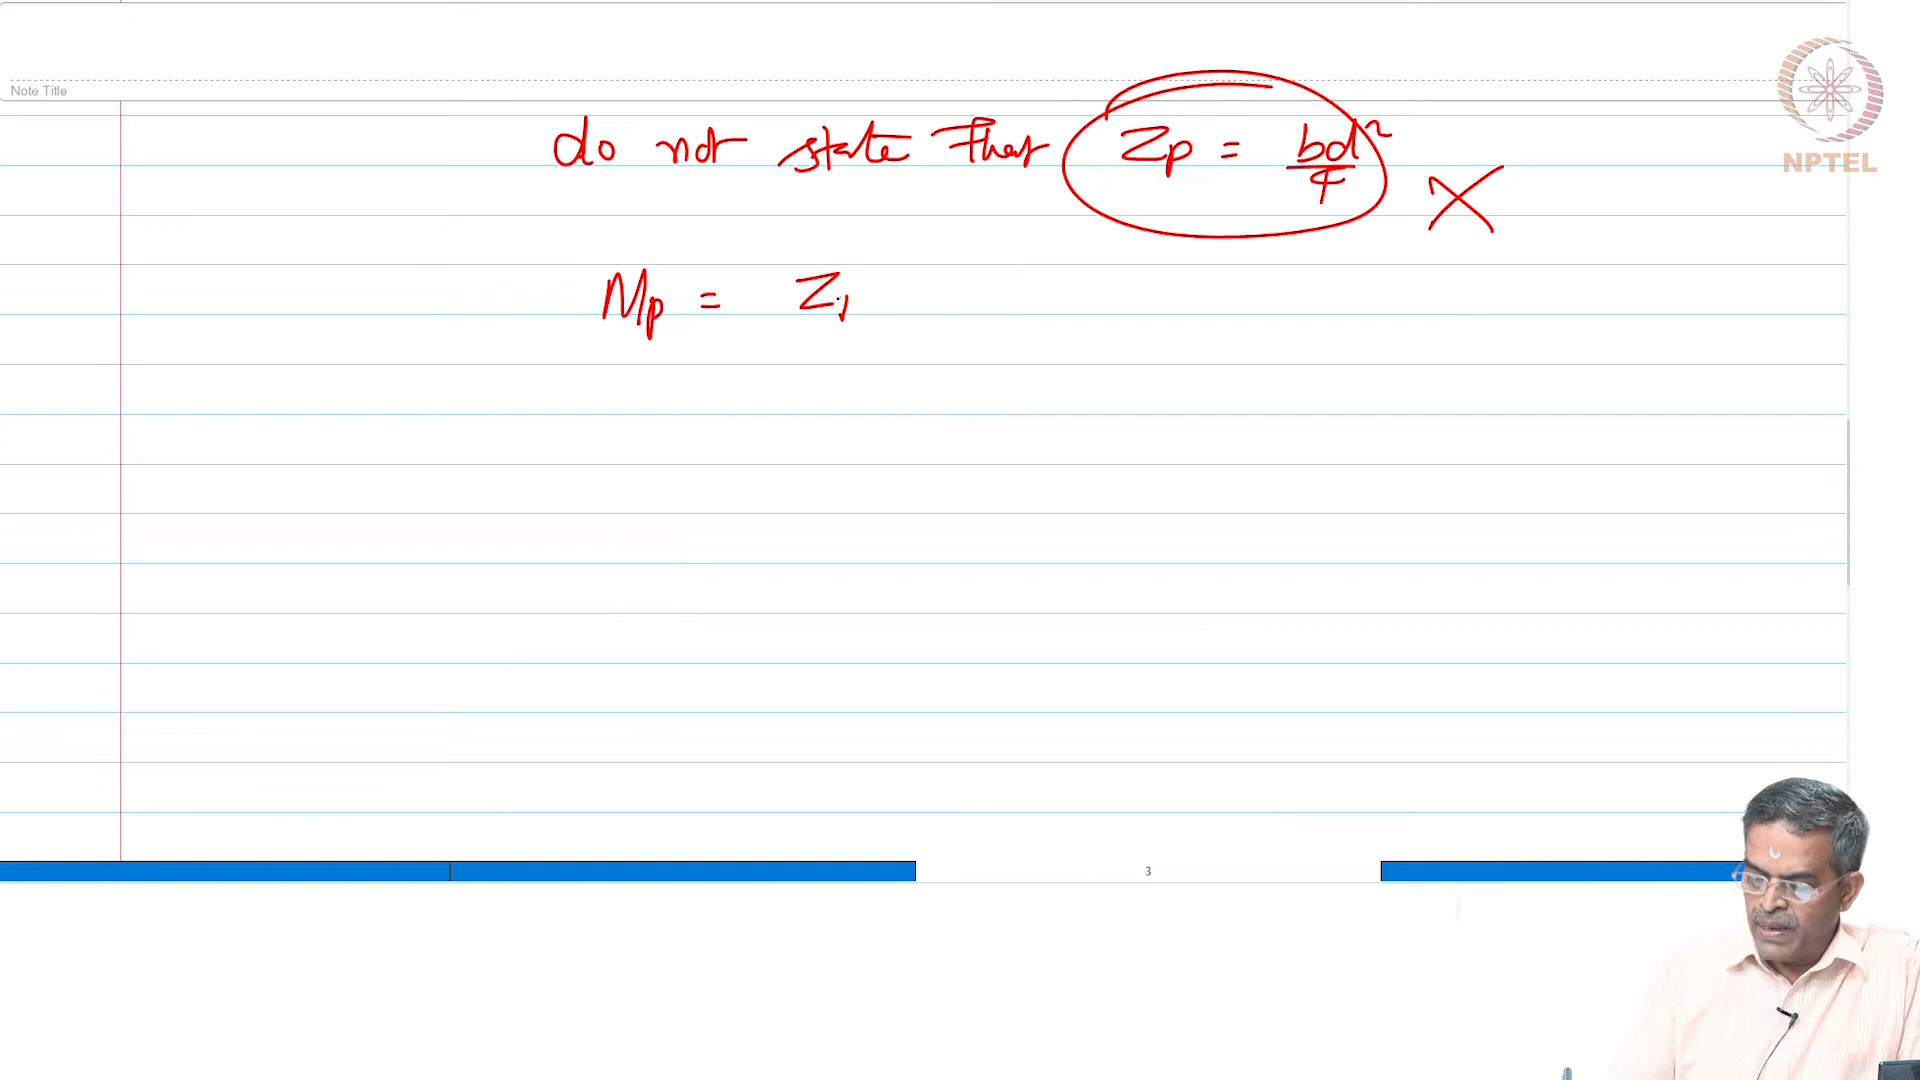 Note Title
do not state that Zp = bd²/4 X
Mp = Z
NPTEL
3